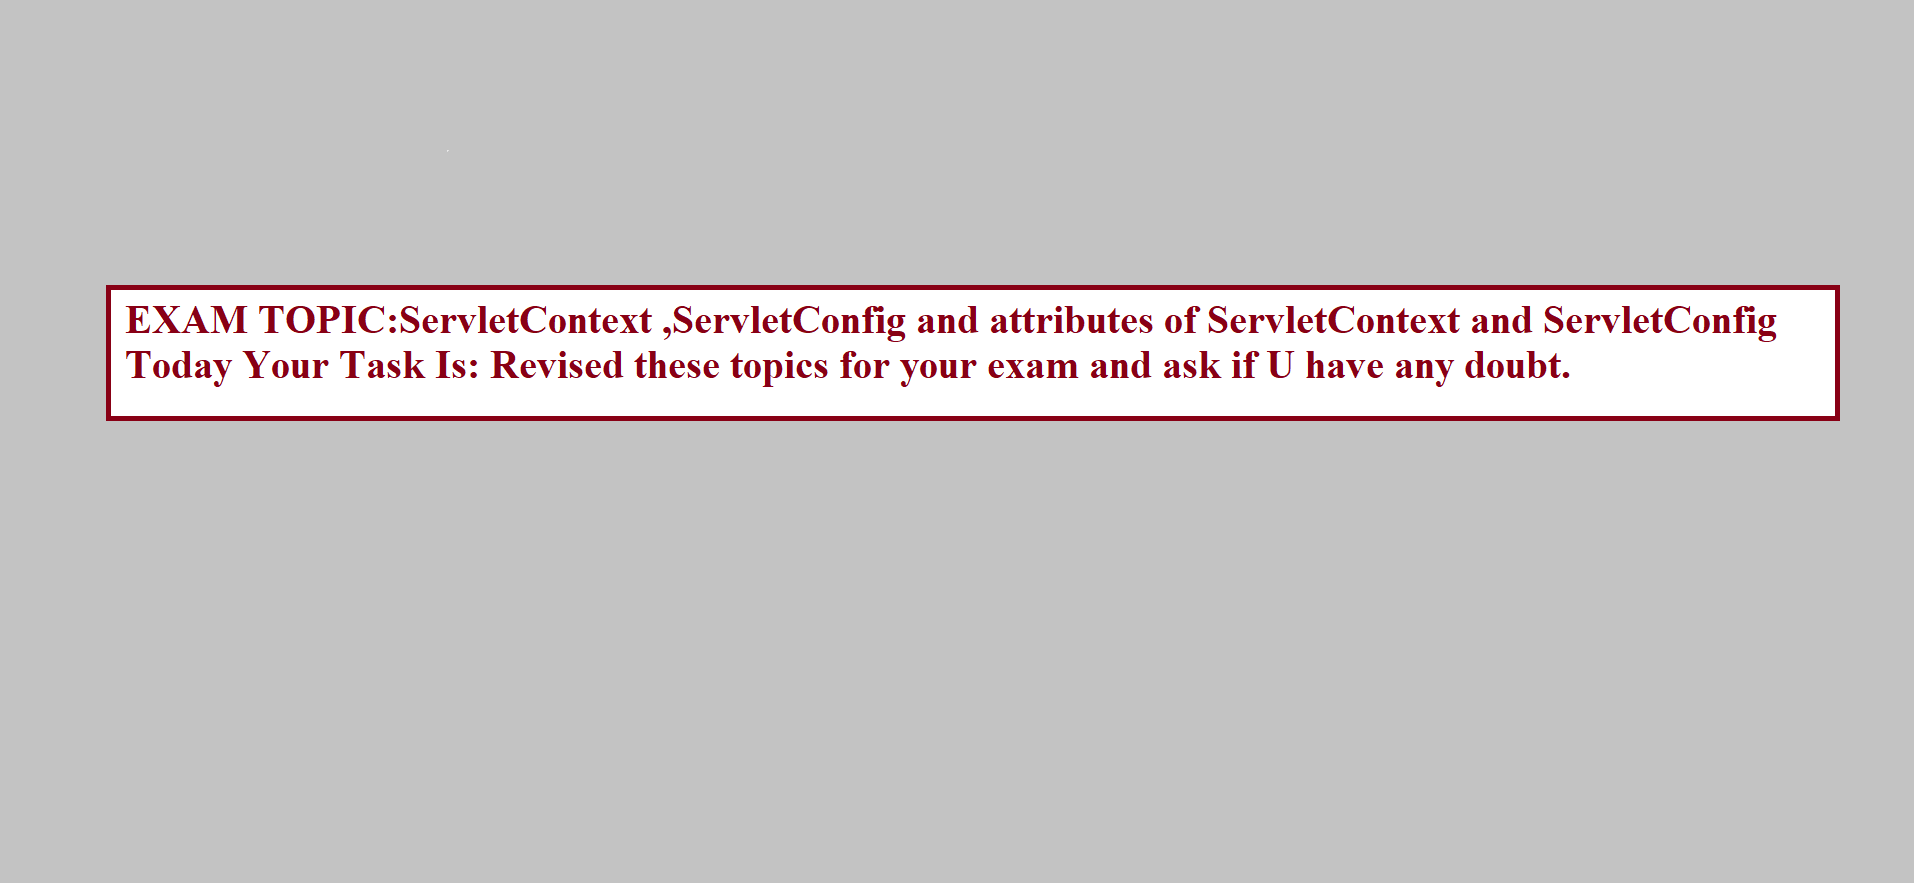 EXAM TOPIC:ServletContext ,ServletConfig and attributes of ServletContext and ServletConfig
Today Your Task Is: Revised these topics for your exam and ask if U have any doubt.